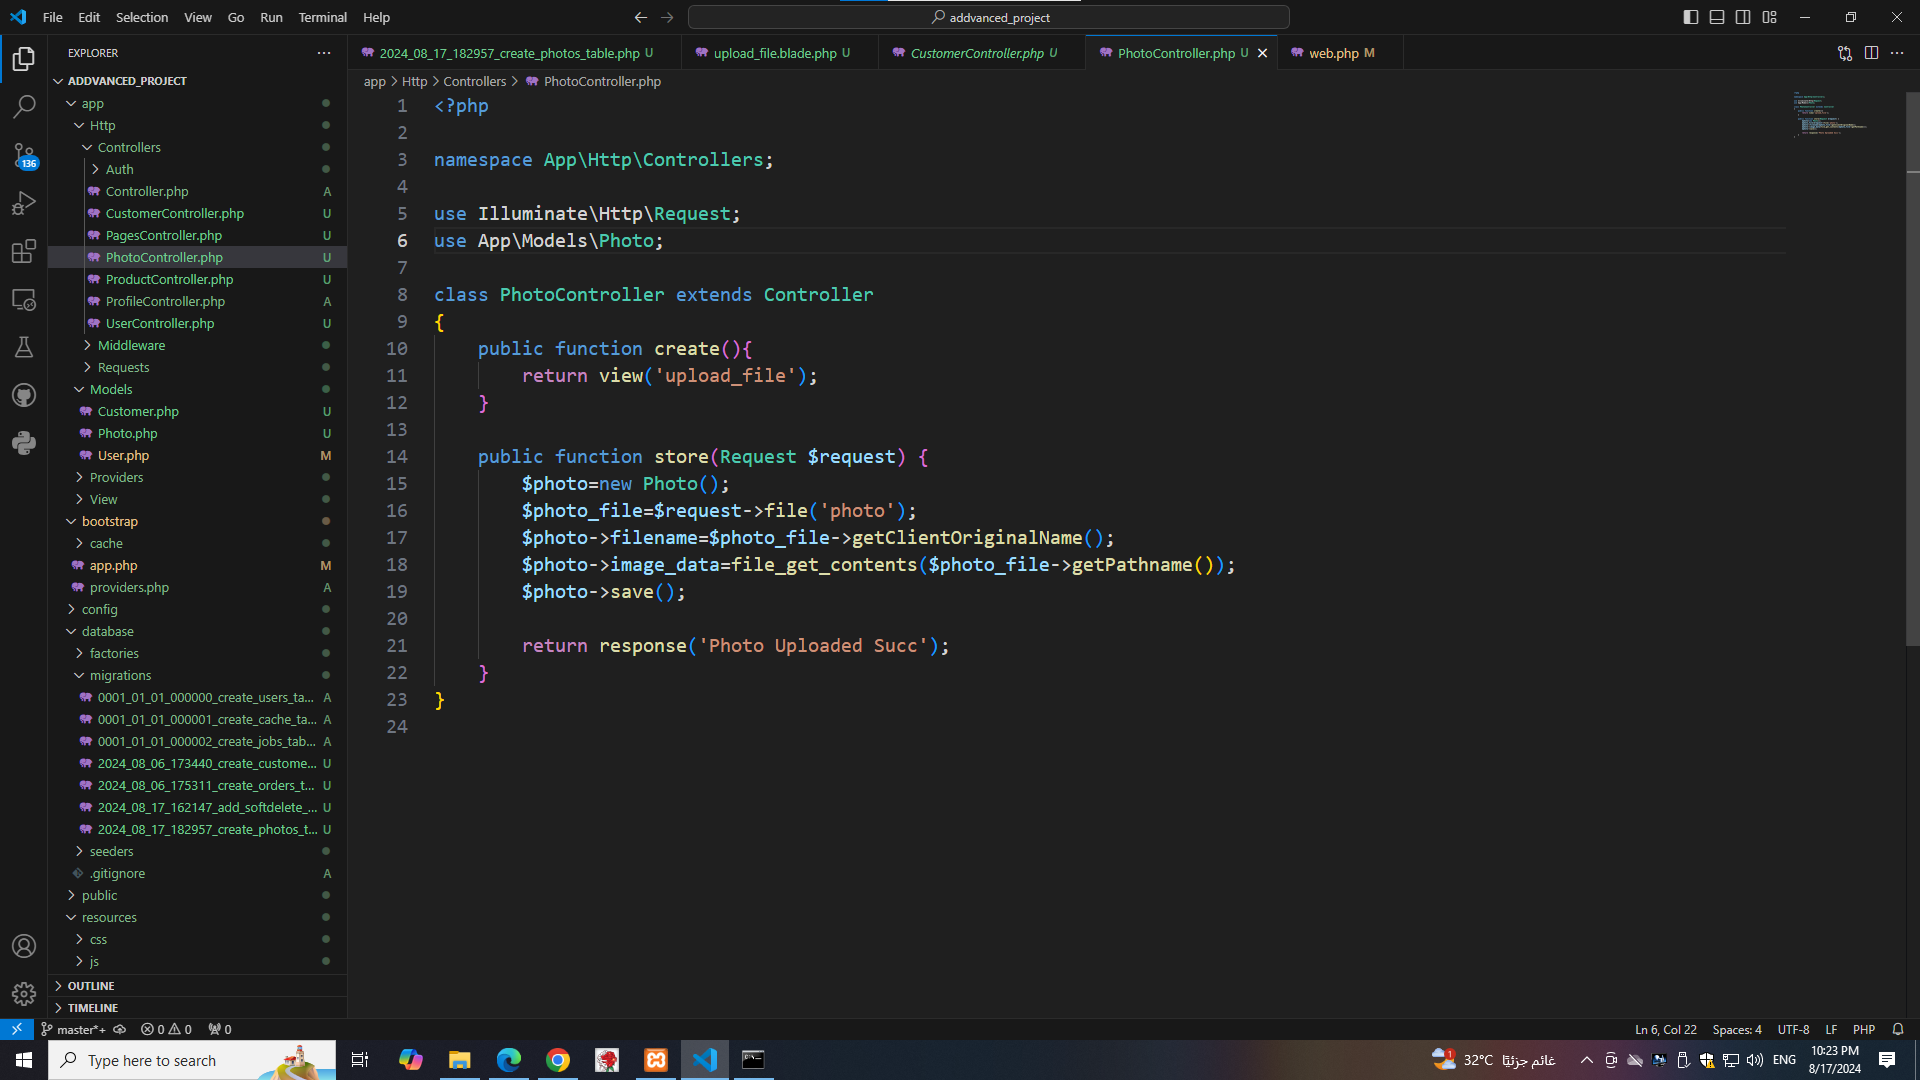 File Edit Selection View Go Run Terminal Help
addvanced_project
EXPLORER
2024_08_17_182957_create_photos_table.php U
upload_file.blade.php U
CustomerController.php U
PhotoController.php U
web.php M
ADDVANCED_PROJECT
app > Http > Controllers > PhotoController.php
app
Http
Controllers
Auth
Controller.php A
CustomerController.php U
PagesController.php U
PhotoController.php U
ProductController.php U
ProfileController.php A
UserController.php U
Middleware
Requests
Models
Customer.php U
Photo.php U
User.php M
Providers
View
bootstrap
cache
app.php M
providers.php A
config
database
factories
migrations
0001_01_01_000000_create_users_ta... A
0001_01_01_000001_create_cache_ta... A
0001_01_01_000002_create_jobs_tab... A
2024_08_06_173440_create_custome... U
2024_08_06_175311_create_orders_t... U
2024_08_17_162147_add_softdelete_... U
2024_08_17_182957_create_photos_t... U
seeders
.gitignore A
public
resources
css
js
OUTLINE
TIMELINE
136
1 <?php
2
3 namespace App\Http\Controllers;
4
5 use Illuminate\Http\Request;
6 use App\Models\Photo;
7
8 class PhotoController extends Controller
9 {
10 public function create(){
11 return view('upload_file');
12 }
13
14 public function store(Request $request) {
15 $photo=new Photo();
16 $photo_file=$request->file('photo');
17 $photo->filename=$photo_file->getClientOriginalName();
18 $photo->image_data=file_get_contents($photo_file->getPathname());
19 $photo->save();
20
21 return response('Photo Uploaded Succ');
22 }
23 }
24
master*+ 0 0 0
Ln 6, Col 22 Spaces: 4 UTF-8 LF PHP
Type here to search
1 32°C غائم جزئيًا
ENG
10:23 PM
8/17/2024